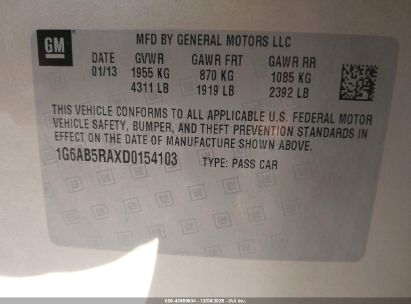 GM
MFD BY GENERAL MOTORS LLC
DATE GVWR GAWR FRT GAWR RR
01/13 1955 KG 870 KG 1085 KG
4311 LB 1919 LB 2392 LB
THIS VEHICLE CONFORMS TO ALL APPLICABLE U.S. FEDERAL MOTOR
VEHICLE SAFETY, BUMPER, AND THEFT PREVENTION STANDARDS IN
EFFECT ON THE DATE OF MANUFACTURE SHOWN ABOVE.
1G6AB5RAXD0154103 TYPE: PASS CAR